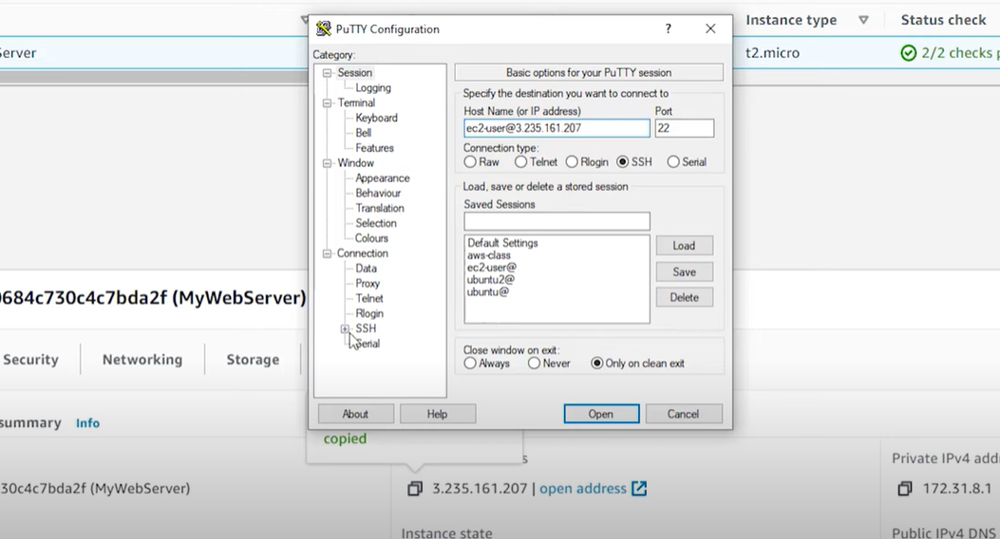 Instance type
Status check
Server
t2.micro
2/2 checks
PuTTY Configuration
?
Category:
Session
Logging
Terminal
Keyboard
Bell
Features
Window
Appearance
Behaviour
Translation
Selection
Colours
Connection
Data
Proxy
Telnet
Rlogin
SSH
Serial
Basic options for your PuTTY session
Specify the destination you want to connect to
Host Name (or IP address)
Port
ec2-user@3.235.161.207
22
Connection type:
Raw
Telnet
Rlogin
SSH
Serial
Load, save or delete a stored session
Saved Sessions
Default Settings
aws-class
ec2-user@
ubuntu2@
ubuntu@
Load
Save
Delete
Close window on exit:
Always
Never
Only on clean exit
About
Help
Open
Cancel
0684c730c4c7bda2f (MyWebServer)
Security
Networking
Storage
summary Info
copied
s
30c4c7bda2f (MyWebServer)
3.235.161.207 | open address
Private IPv4 add
172.31.8.1
Instance state
Public IPv4 DNS